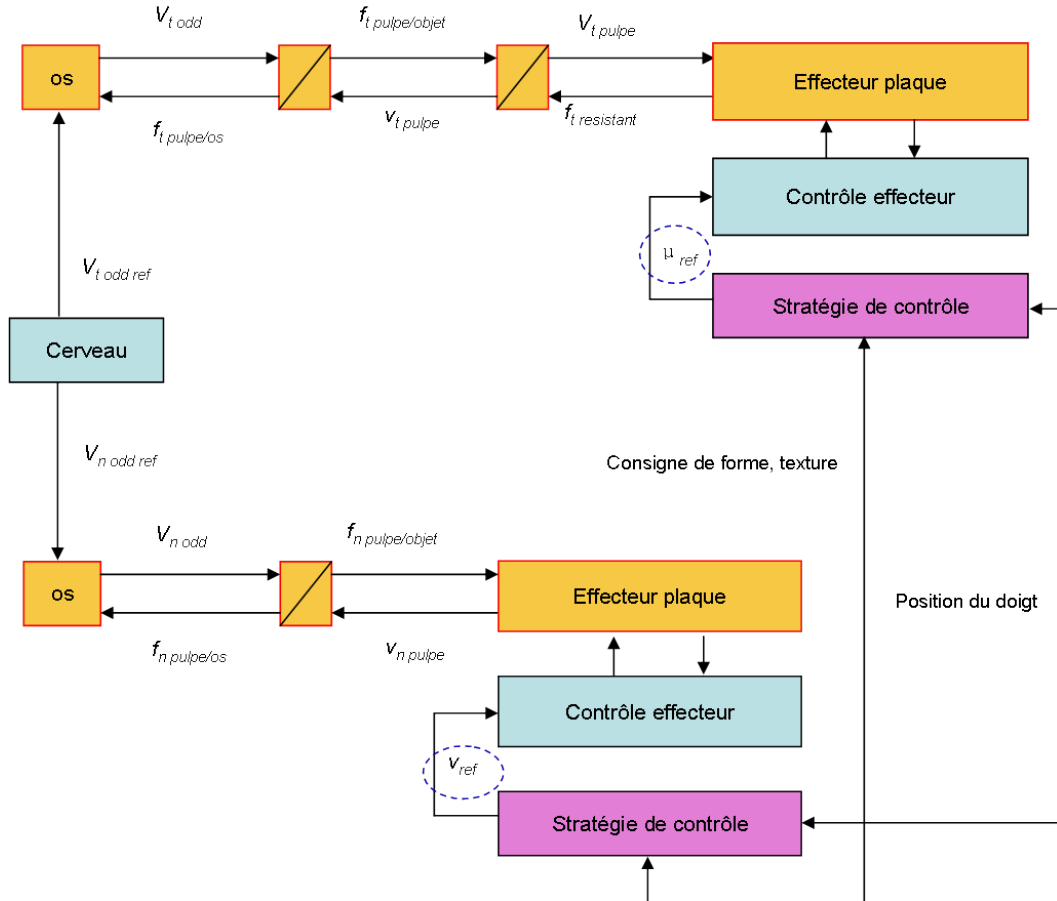 V t odd
f t pulpe/objet
V t pulpe
os
Effecteur plaque
f t pulpe/os
v t pulpe
f t resistant
Contrôle effecteur
μ ref
V t odd ref
Stratégie de contrôle
Cerveau
V n odd ref
Consigne de forme, texture
V n odd
f n pulpe/objet
os
Effecteur plaque
Position du doigt
f n pulpe/os
v n pulpe
Contrôle effecteur
v ref
Stratégie de contrôle